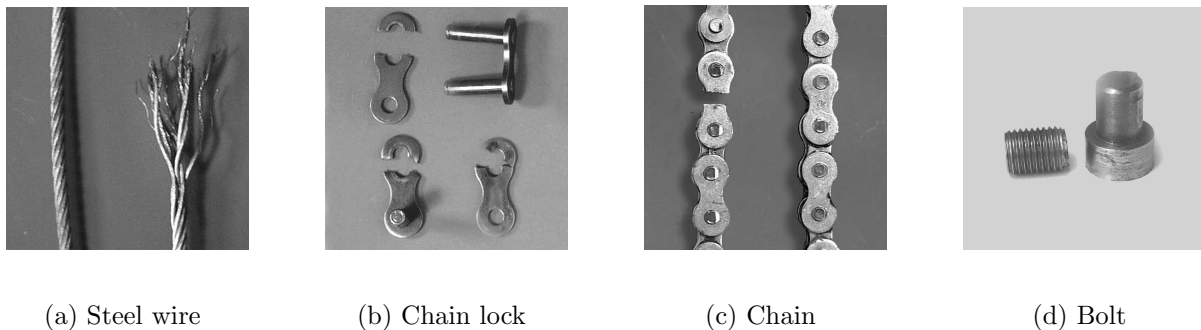 (a) Steel wire
(b) Chain lock
(c) Chain
(d) Bolt